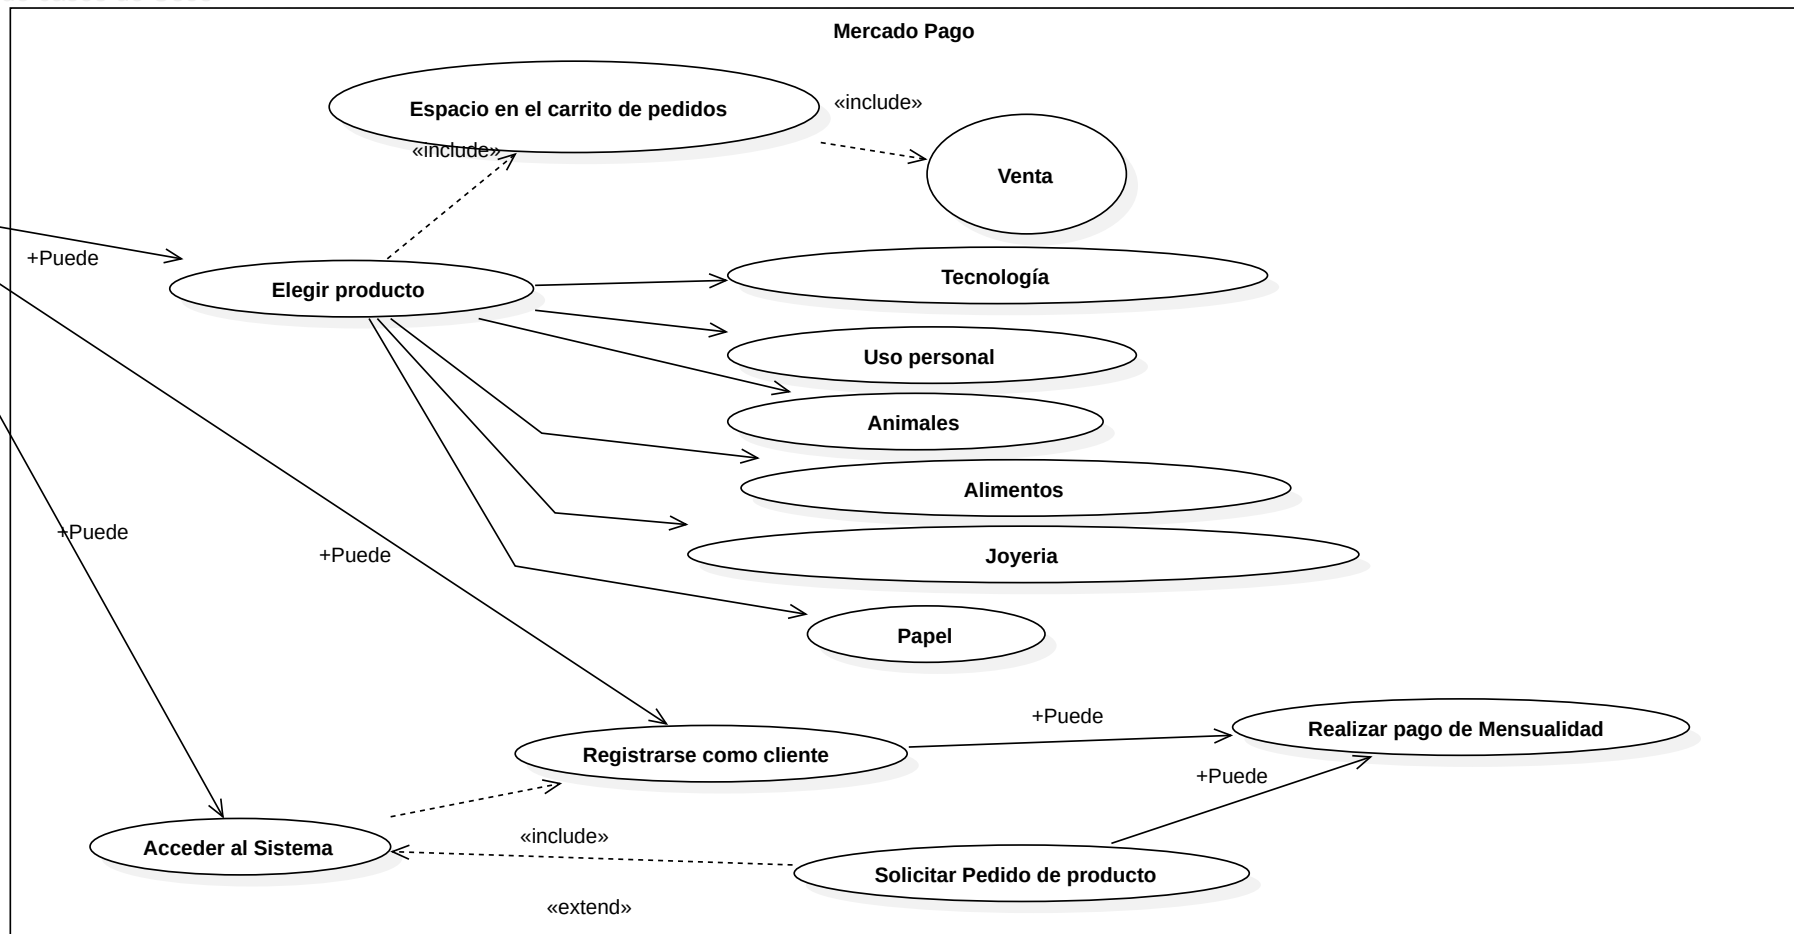 Mercado Pago
Espacio en el carrito de pedidos
«include»
«include»
Venta
+Puede
Elegir producto
Tecnología
Uso personal
Animales
Alimentos
Joyeria
Papel
+Puede
+Puede
Registrarse como cliente
+Puede
Realizar pago de Mensualidad
+Puede
Acceder al Sistema
«include»
Solicitar Pedido de producto
«extend»